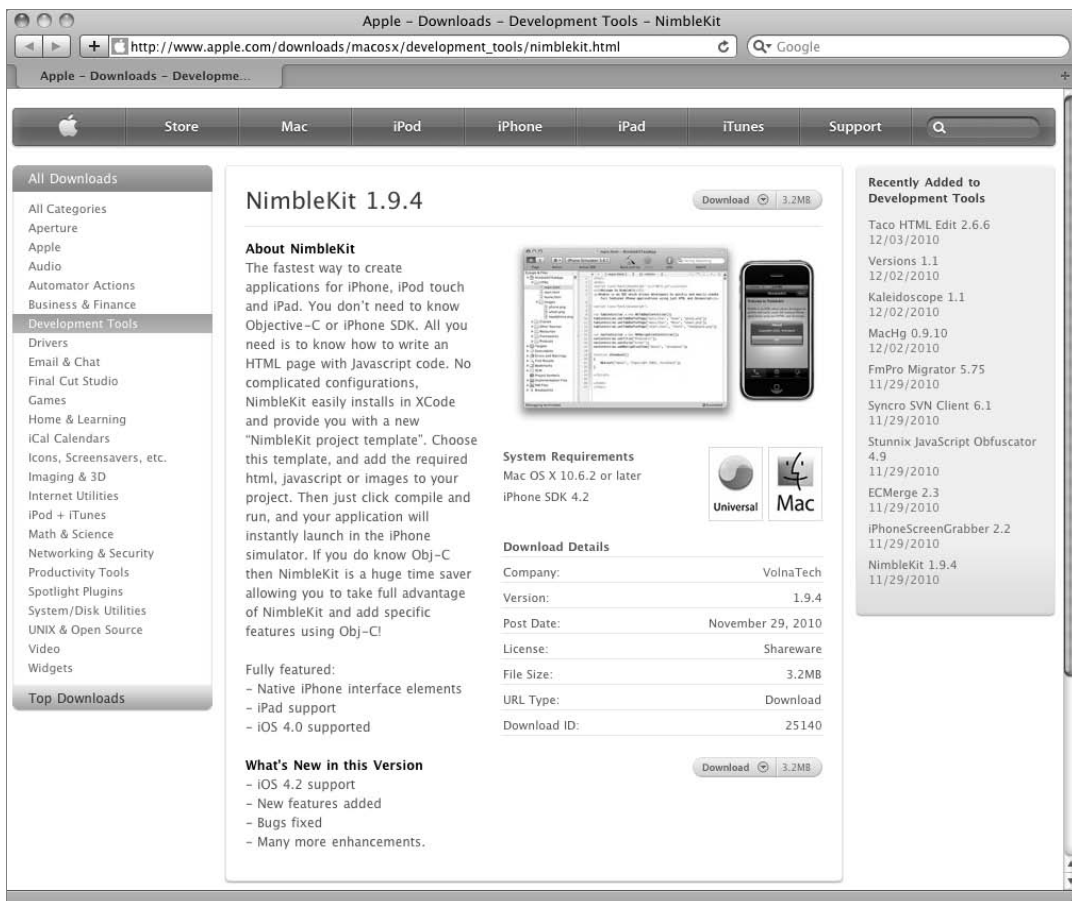 Apple – Downloads – Development Tools – NimbleKit
http://www.apple.com/downloads/macosx/development_tools/nimblekit.html
Google
Apple – Downloads – Developme...
Store
Mac
iPod
iPhone
iPad
iTunes
Support
All Downloads
All Categories
Aperture
Apple
Audio
Automator Actions
Business & Finance
Development Tools
Drivers
Email & Chat
Final Cut Studio
Games
Home & Learning
iCal Calendars
Icons, Screensavers, etc.
Imaging & 3D
Internet Utilities
iPod + iTunes
Math & Science
Networking & Security
Productivity Tools
Spotlight Plugins
System/Disk Utilities
UNIX & Open Source
Video
Widgets
Top Downloads
NimbleKit 1.9.4
Download 3.2MB
About NimbleKit
The fastest way to create
applications for iPhone, iPod touch
and iPad. You don't need to know
Objective-C or iPhone SDK. All you
need is to know how to write an
HTML page with Javascript code. No
complicated configurations,
NimbleKit easily installs in XCode
and provide you with a new
"NimbleKit project template". Choose
this template, and add the required
html, javascript or images to your
project. Then just click compile and
run, and your application will
instantly launch in the iPhone
simulator. If you do know Obj-C
then NimbleKit is a huge time saver
allowing you to take full advantage
of NimbleKit and add specific
features using Obj-C!
Fully featured:
– Native iPhone interface elements
– iPad support
– iOS 4.0 supported
What's New in this Version
– iOS 4.2 support
– New features added
– Bugs fixed
– Many more enhancements.
System Requirements
Mac OS X 10.6.2 or later
iPhone SDK 4.2
Universal
Mac
Download Details
Company: VolnaTech
Version: 1.9.4
Post Date: November 29, 2010
License: Shareware
File Size: 3.2MB
URL Type: Download
Download ID: 25140
Download 3.2MB
Recently Added to
Development Tools
Taco HTML Edit 2.6.6
12/03/2010
Versions 1.1
12/02/2010
Kaleidoscope 1.1
12/02/2010
MacHg 0.9.10
12/02/2010
FmPro Migrator 5.75
11/29/2010
Syncro SVN Client 6.1
11/29/2010
Stunnix JavaScript Obfuscator
4.9
11/29/2010
ECMerge 2.3
11/29/2010
iPhoneScreenGrabber 2.2
11/29/2010
NimbleKit 1.9.4
11/29/2010